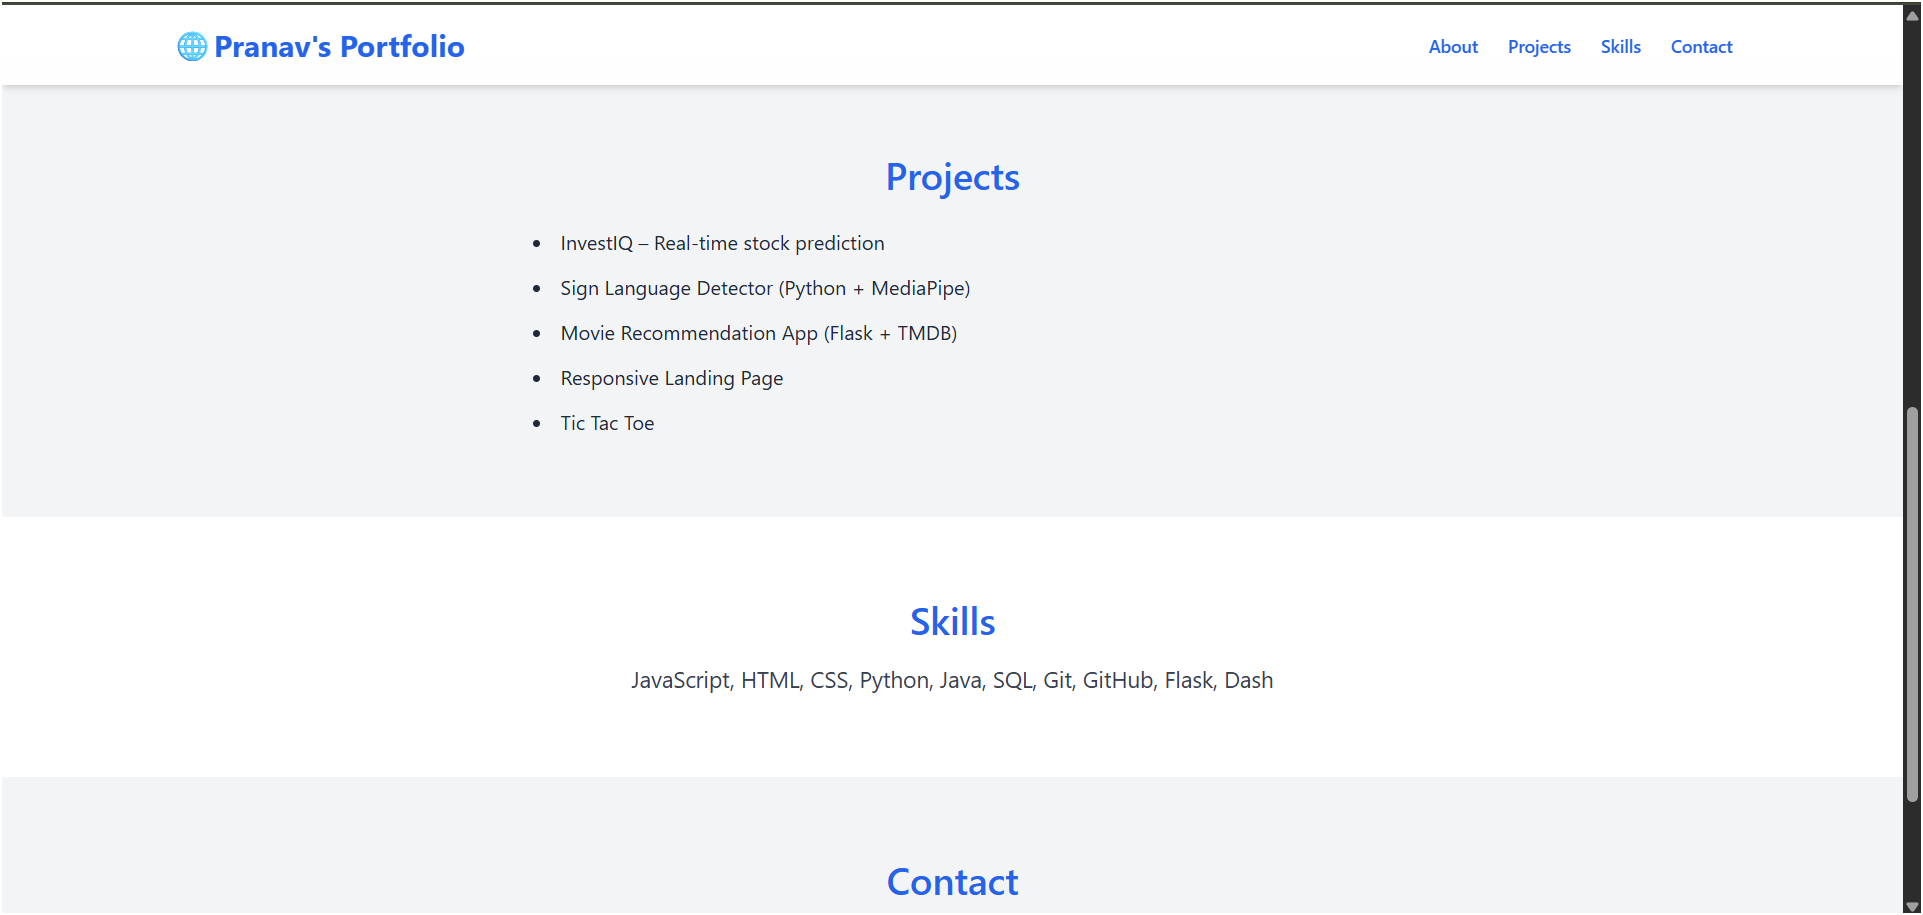 🌐 Pranav's Portfolio
About Projects Skills Contact
Projects
• InvestIQ – Real-time stock prediction
• Sign Language Detector (Python + MediaPipe)
• Movie Recommendation App (Flask + TMDB)
• Responsive Landing Page
• Tic Tac Toe
Skills
JavaScript, HTML, CSS, Python, Java, SQL, Git, GitHub, Flask, Dash
Contact